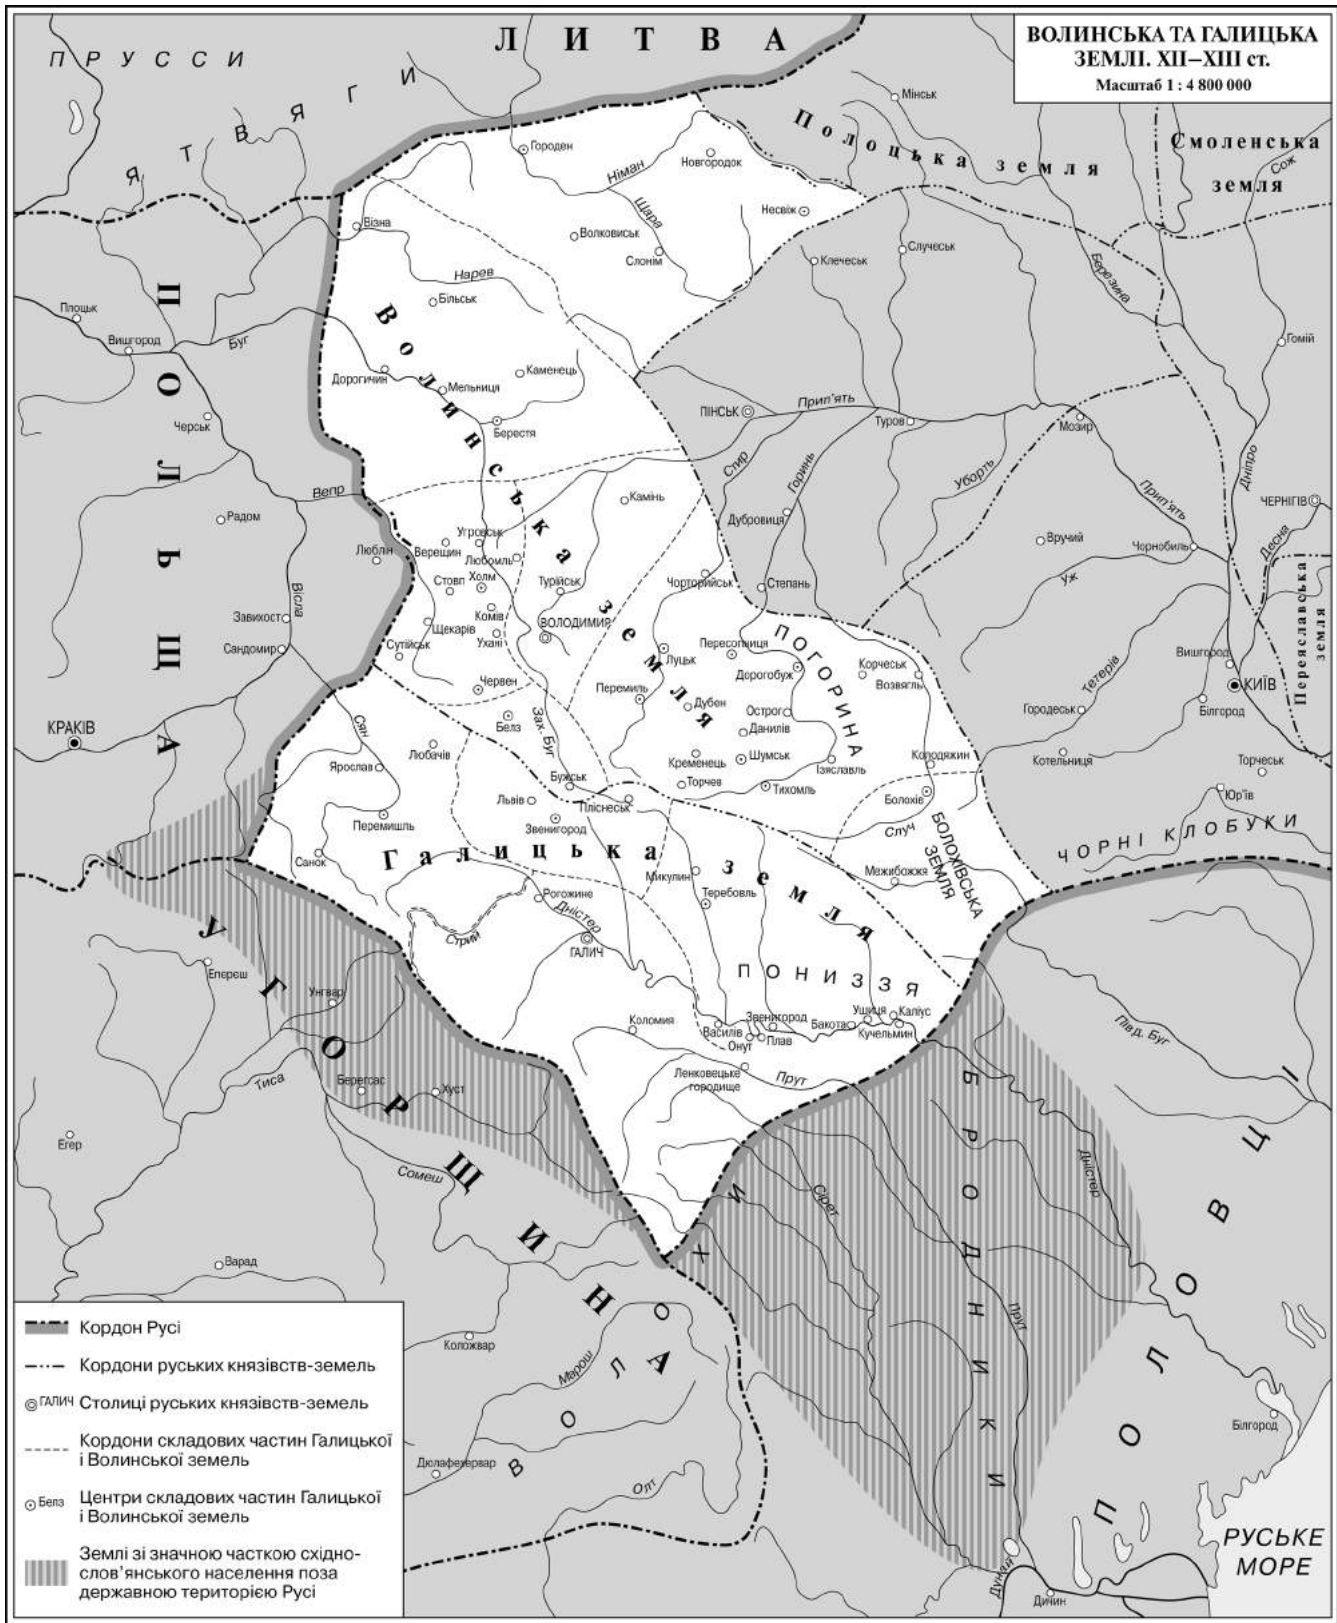 ВОЛИНСЬКА ТА ГАЛИЦЬКА
ЗЕМЛІ. XII–XIII ст.
Масштаб 1 : 4 800 000
ЛИТВА
ПРУССИ
ЯТВЯГИ
Мінськ
Полоцька земля
Смоленська
земля
Сож
Городен
Новгородок
Німан
Щара
Несвіж
Візна
Волковиськ
Слонім
Клечеськ
Случеськ
Березина
Нарев
Більськ
ПОЛЬЩА
Волинська земля
Плоцьк
Вишгород
Буг
Гомій
Дорогичин
Мельниця
Каменець
Черськ
Берестя
ПІНСЬК
Прип'ять
Туров
Мозир
Стир
Горинь
Уборть
Прип'ять
Дніпро
ЧЕРНІГІВ
Десна
Вепр
Радом
Камінь
Дубровиця
Вручий
Чорнобиль
Люблін
Угровськ
Верещин
Любомль
Стовп
Холм
Турійськ
Чорторийськ
Степань
Уж
Переяславська
земля
Завихост
Вісла
Комів
Щекарів
Ухані
ВОЛОДИМИР
Сандомир
Сутійськ
Луцьк
Пересопниця
ПОГОРИНА
Дорогобуж
Корчеськ
Возвягль
Тетерів
Вишгород
КИЇВ
Червен
Перемиль
Дубен
Острог
Городеськ
Білгород
КРАКІВ
Сян
Белз
Зах. Буг
Данилів
Любачів
Ярослав
Кременець
Шумськ
Ізяславль
Колодяжин
Котельниця
Торчеськ
Бужськ
Торчев
Тихомль
Болохів
Юр'їв
Львів
Пліснеськ
Перемишль
Звенигород
Случ
БОЛОХІВСЬКА
ЗЕМЛЯ
ЧОРНІ КЛОБУКИ
Санок
Галицька земля
Микулин
Межибожжя
Рогожине
Теребовль
Дністер
Стрий
ГАЛИЧ
ПОНИЗЗЯ
УГОРЩИНА
Унгвар
Коломия
Василів
Звенигород
Онут
Плав
Бакота
Ушиця
Каліус
Кучельмин
Півд. Буг
Тиса
Берегсас
Хуст
Ленковецьке
городище
Прут
Егер
Сомеш
БРОДНИКИ
Дністер
ПОЛОВЦІ
Сірет
Варад
ВОЛОХИ
Прут
Коложвар
Марош
Дюлафехервар
Олт
Білгород
РУСЬКЕ
МОРЕ
Дунай
Дичин
Кордон Русі
Кордони руських князівств-земель
ГАЛИЧ Столиці руських князівств-земель
Кордони складових частин Галицької
і Волинської земель
Белз Центри складових частин Галицької
і Волинської земель
Землі зі значною часткою східно-
слов'янського населення поза
державною територією Русі